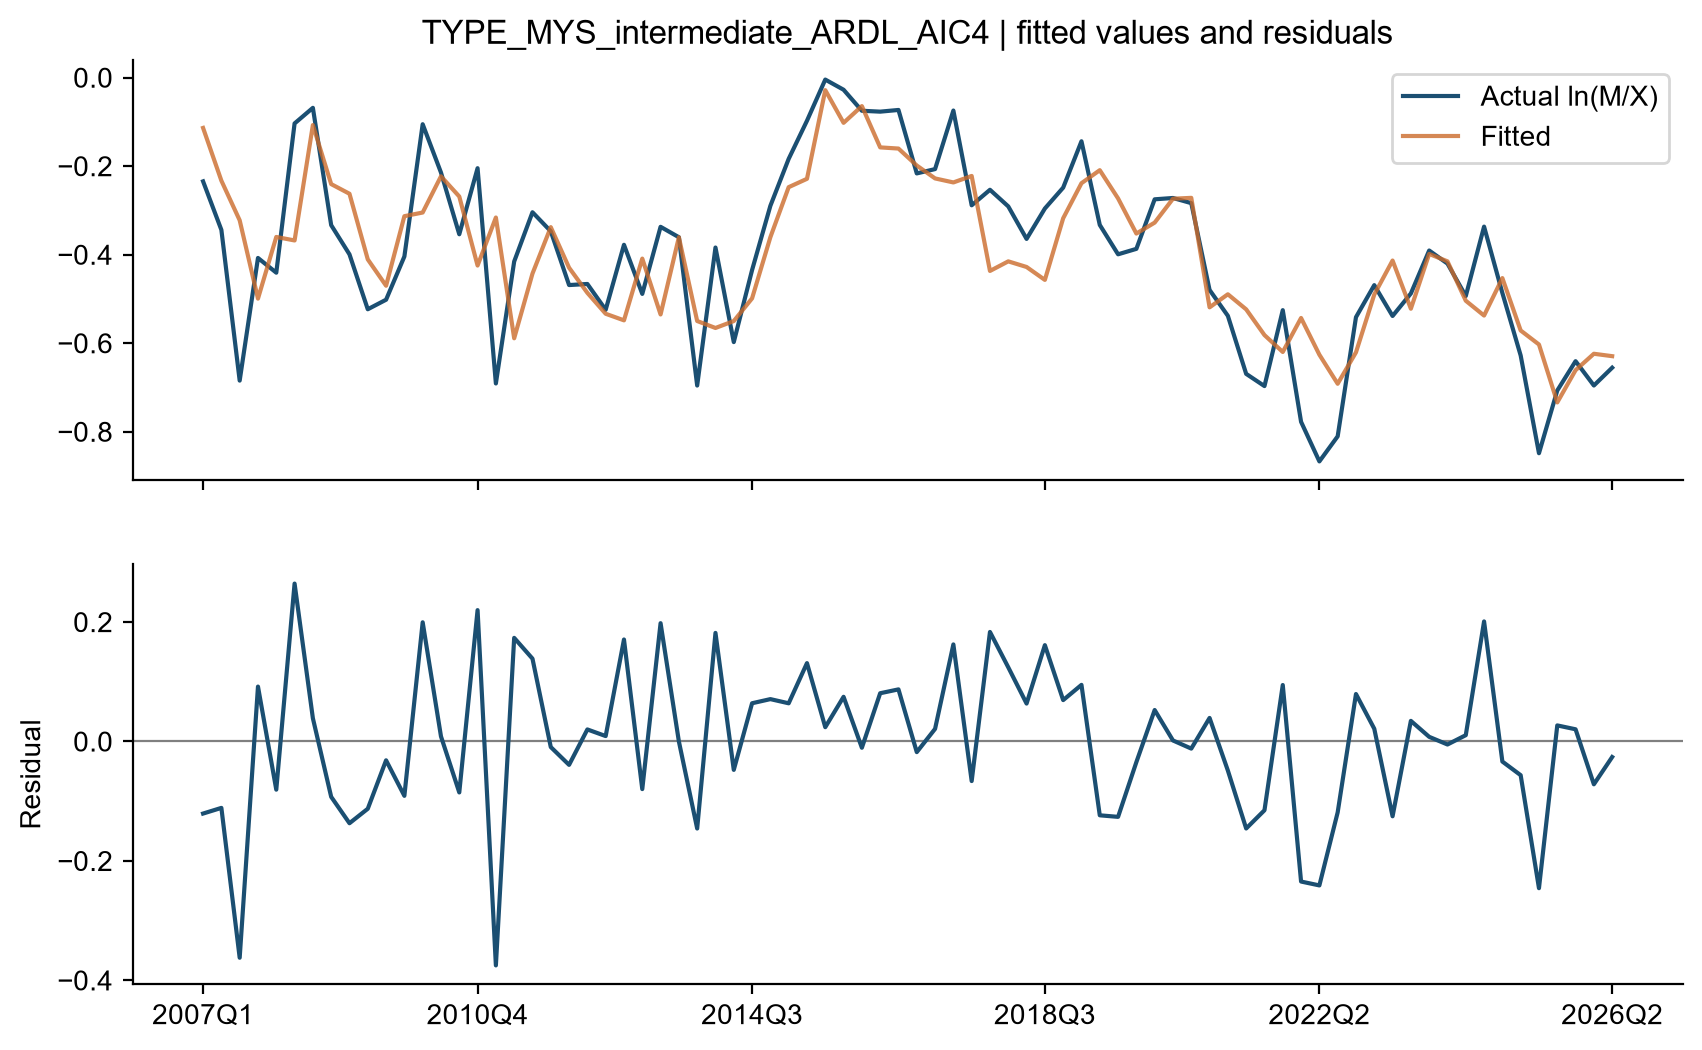 TYPE_MYS_intermediate_ARDL_AIC4 | fitted values and residuals
0.0
−0.2
−0.4
−0.6
−0.8
Actual ln(M/X)
Fitted
Residual
0.2
0.0
−0.2
−0.4
2007Q1 2010Q4 2014Q3 2018Q3 2022Q2 2026Q2